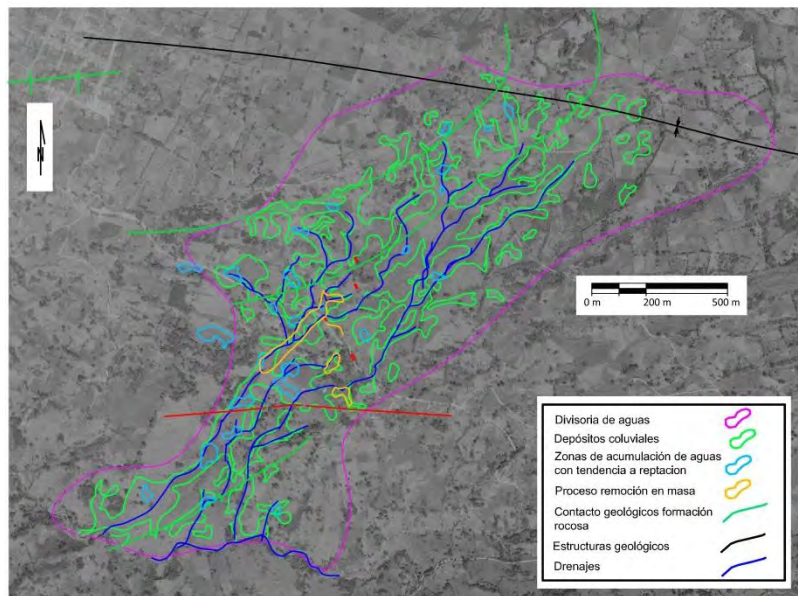 N
0 m
200 m
500 m
Divisoria de aguas
Depósitos coluviales
Zonas de acumulación de aguas
con tendencia a reptacion
Proceso remoción en masa
Contacto geológicos formación
rocosa
Estructuras geológicos
Drenajes